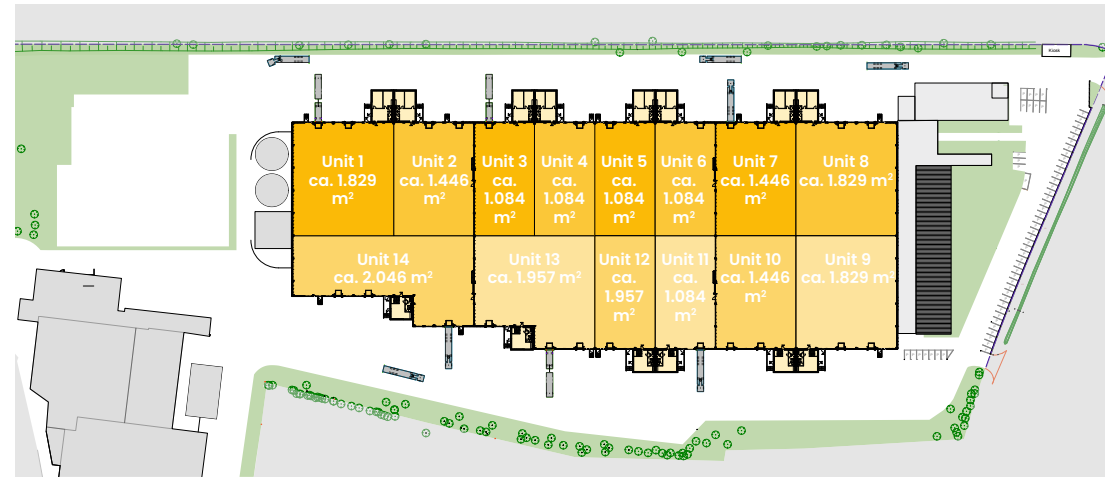 Kiosk
Unit 1
ca. 1.829
m²
Unit 2
ca. 1.446
m²
Unit 3
ca.
1.084
m²
Unit 4
ca.
1.084
m²
Unit 5
ca.
1.084
m²
Unit 6
ca.
1.084
m²
Unit 7
ca. 1.446
m²
Unit 8
ca. 1.829 m²
Unit 14
ca. 2.046 m²
Unit 13
ca. 1.957 m²
Unit 12
ca.
1.957
m²
Unit 11
ca.
1.084
m²
Unit 10
ca. 1.446
m²
Unit 9
ca. 1.829 m²